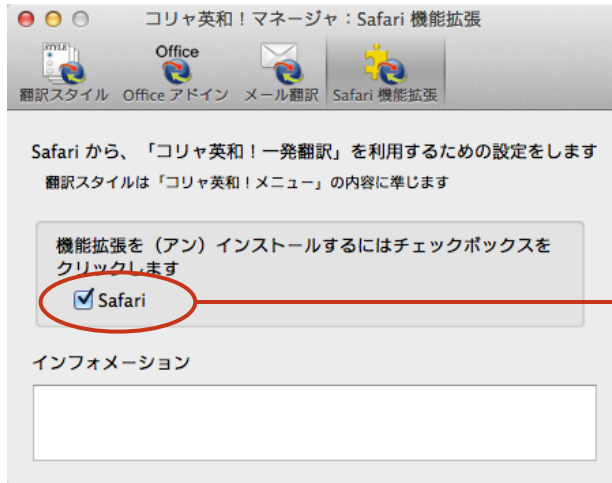 コリャ英和！マネージャ：Safari 機能拡張
STYLE
Office
翻訳スタイル Office アドイン メール翻訳 Safari 機能拡張
Safari から、「コリャ英和！一発翻訳」を利用するための設定をします
翻訳スタイルは「コリャ英和！メニュー」の内容に準じます
機能拡張を（アン）インストールするにはチェックボックスを
クリックします
Safari
インフォメーション